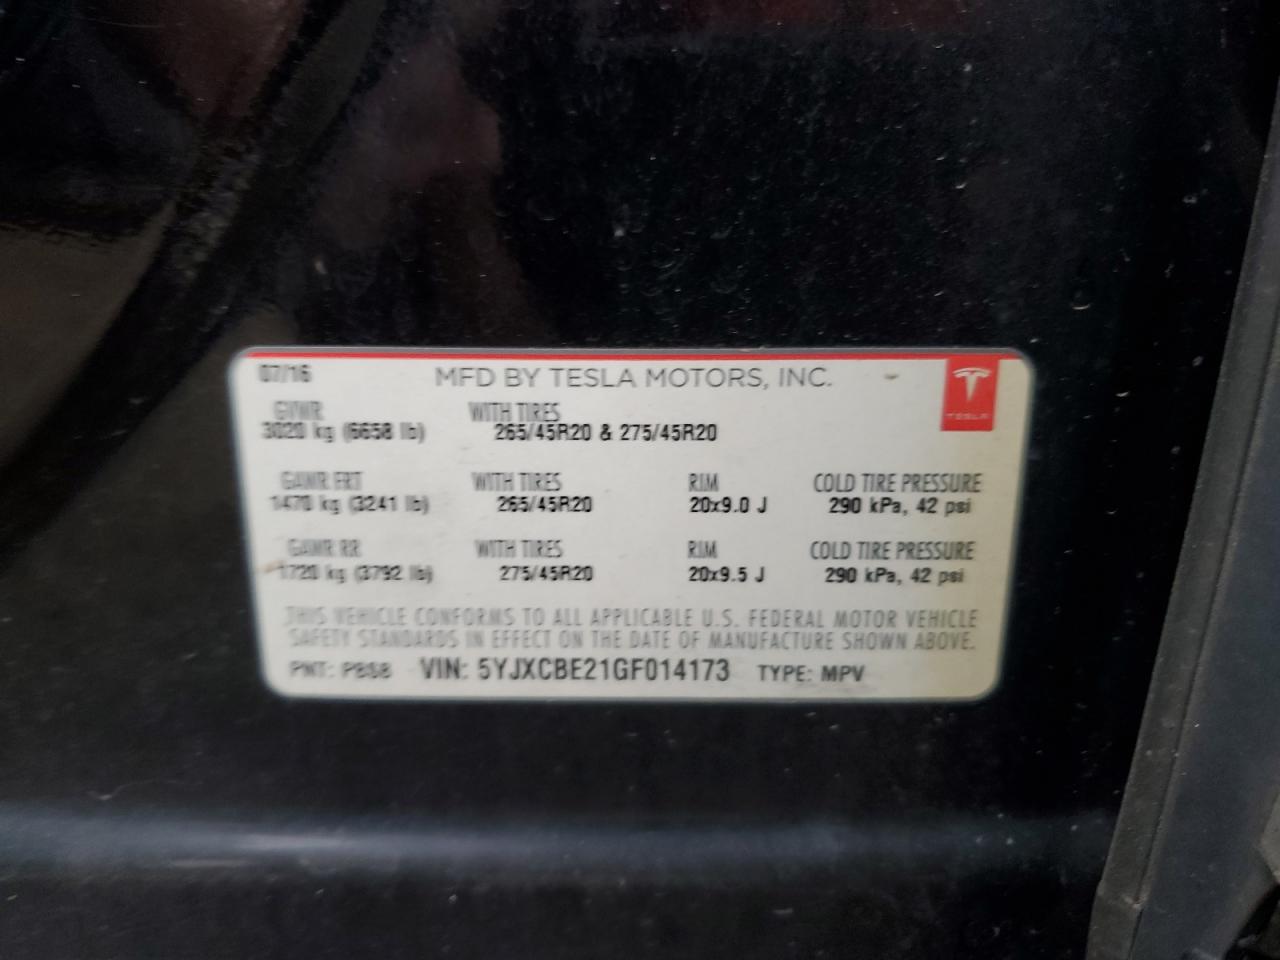 07/16 MFD BY TESLA MOTORS, INC.
TESLA
GVWR WITH TIRES
3020 kg (6658 lb) 265/45R20 & 275/45R20
GAWR FRT WITH TIRES RIM COLD TIRE PRESSURE
1470 kg (3241 lb) 265/45R20 20x9.0 J 290 kPa, 42 psi
GAWR RR WITH TIRES RIM COLD TIRE PRESSURE
1720 kg (3792 lb) 275/45R20 20x9.5 J 290 kPa, 42 psi
THIS VEHICLE CONFORMS TO ALL APPLICABLE U.S. FEDERAL MOTOR VEHICLE
SAFETY STANDARDS IN EFFECT ON THE DATE OF MANUFACTURE SHOWN ABOVE.
PNT: VIN: 5YJXCBE21GF014173 TYPE: MPV